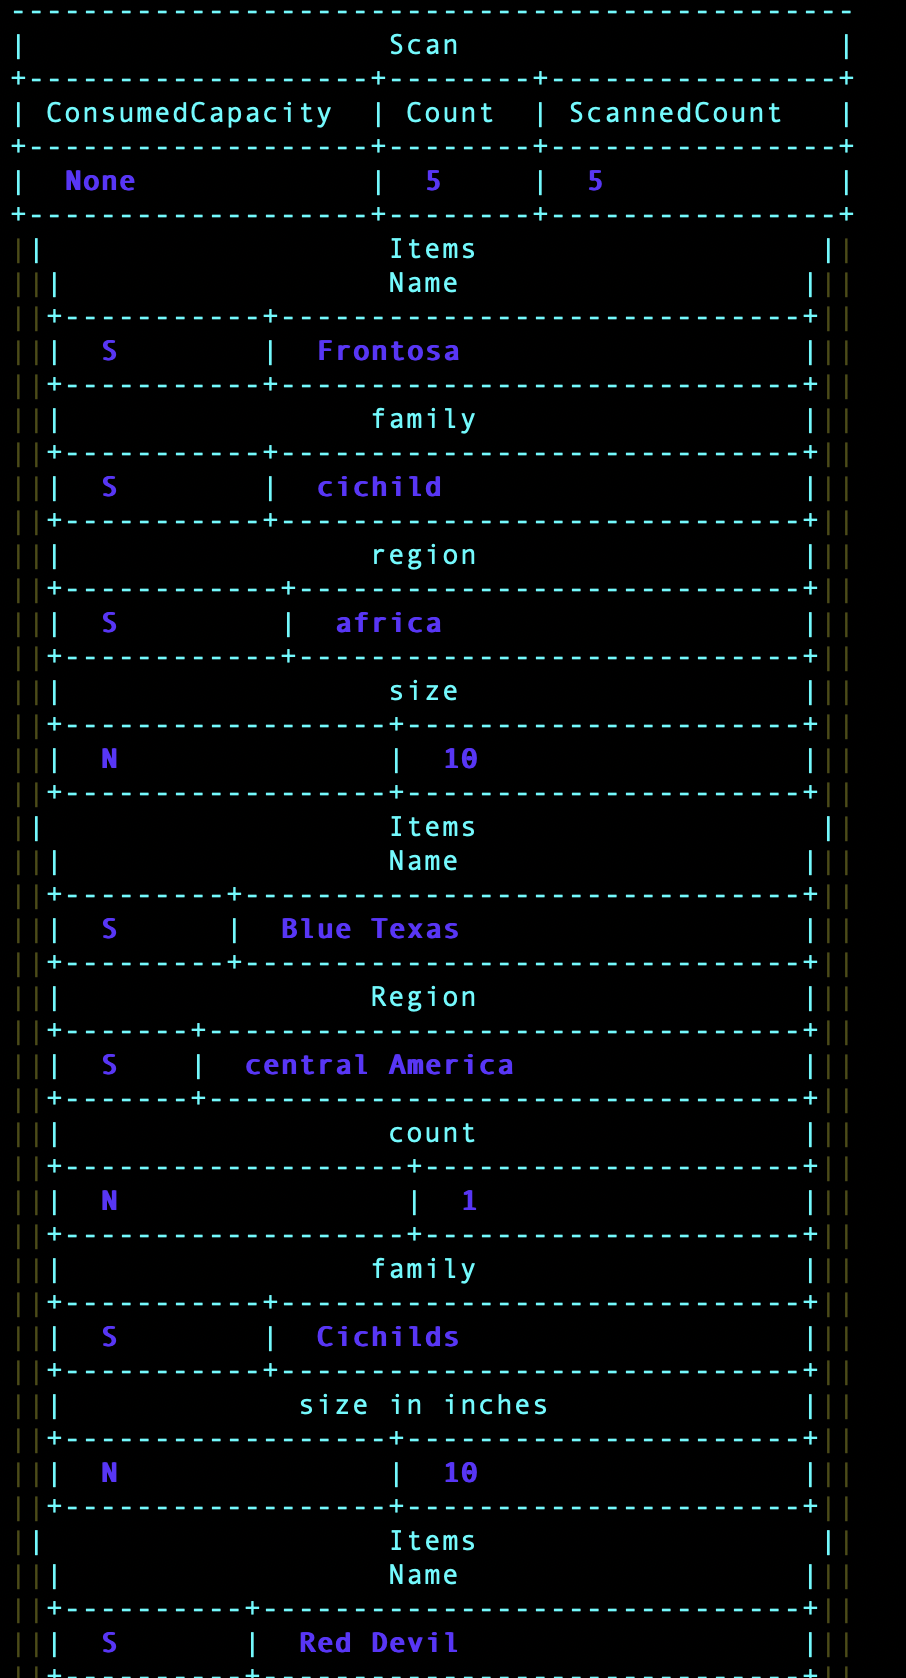 Scan
ConsumedCapacity | Count | ScannedCount
None | 5 | 5
Items
Name
S | Frontosa
family
S | cichild
region
S | africa
size
N | 10
Items
Name
S | Blue Texas
Region
S | central America
count
N | 1
family
S | Cichilds
size in inches
N | 10
Items
Name
S | Red Devil